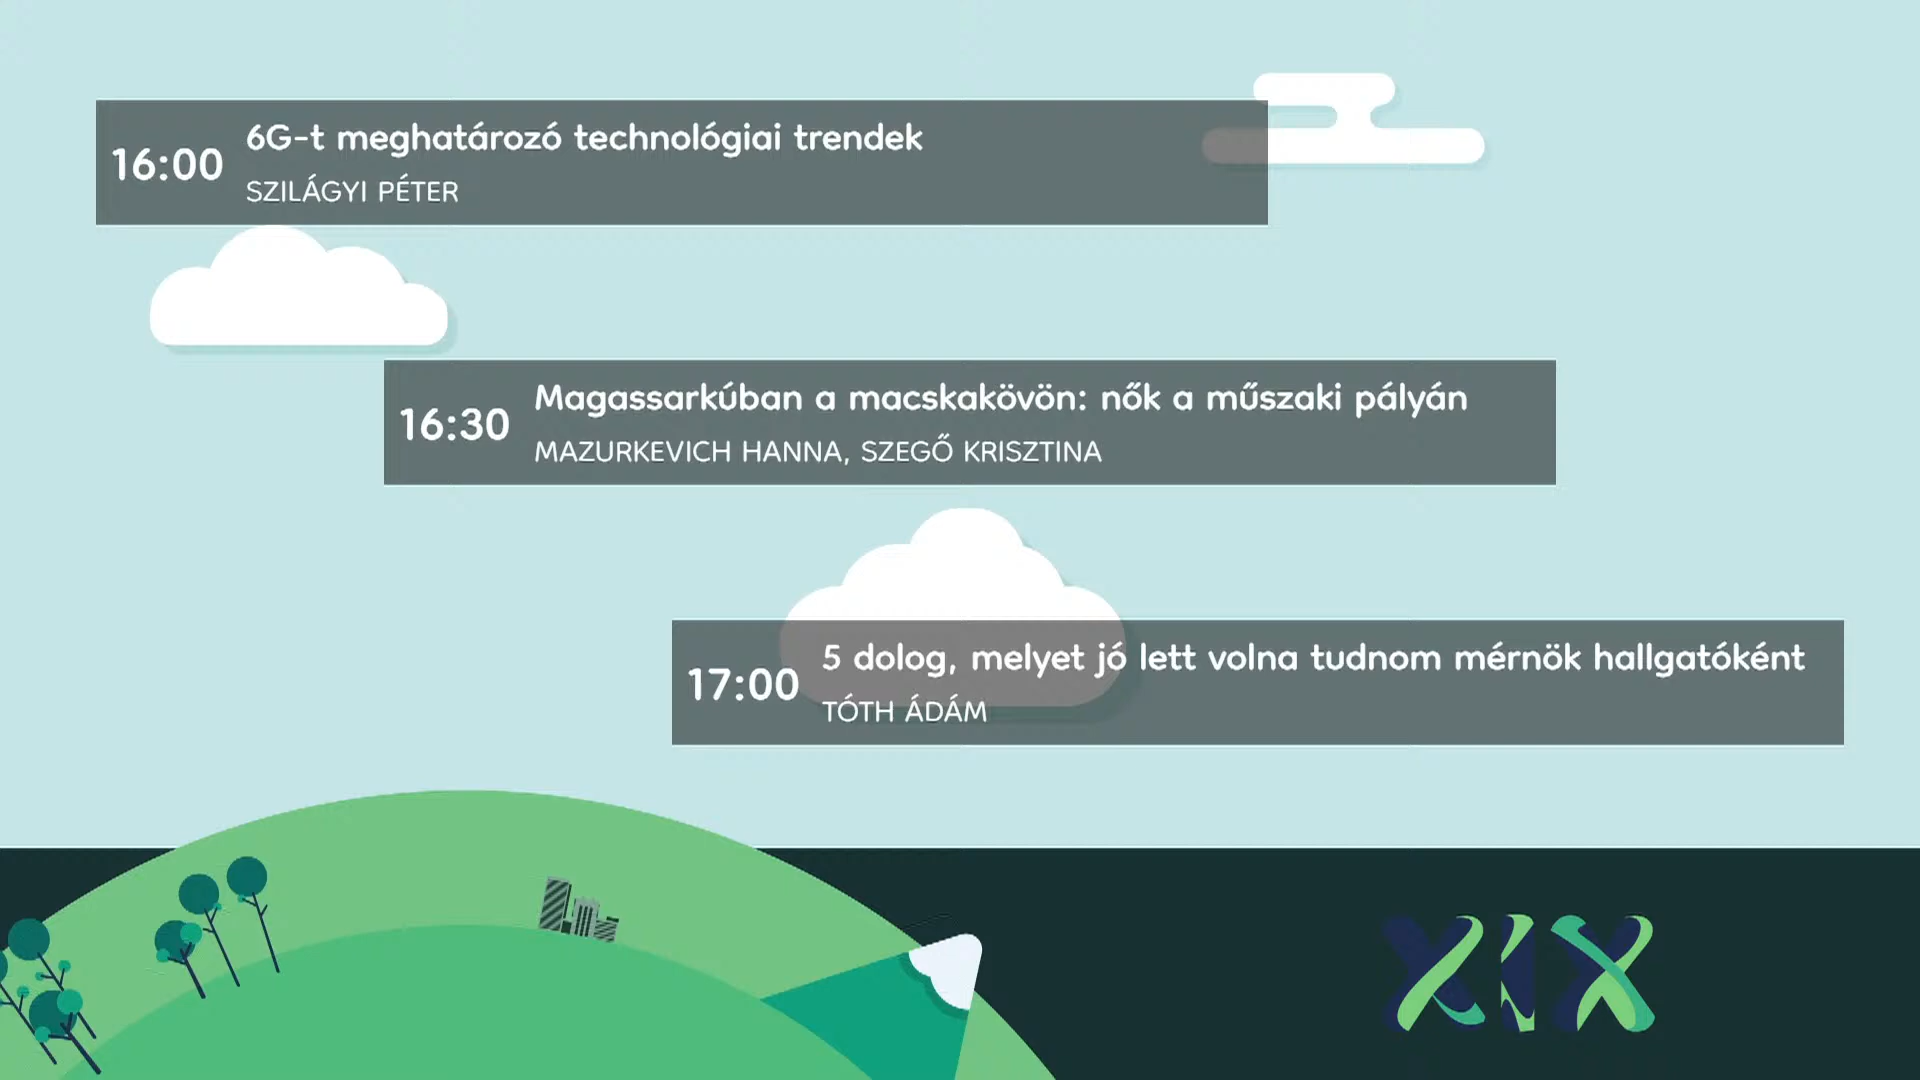 16:00
6G-t meghatározó technológiai trendek
SZILÁGYI PÉTER
16:30
Magassarkúban a macskakövön: nők a műszaki pályán
MAZURKEVICH HANNA, SZEGŐ KRISZTINA
17:00
5 dolog, melyet jó lett volna tudnom mérnök hallgatóként
TÓTH ÁDÁM
XIX